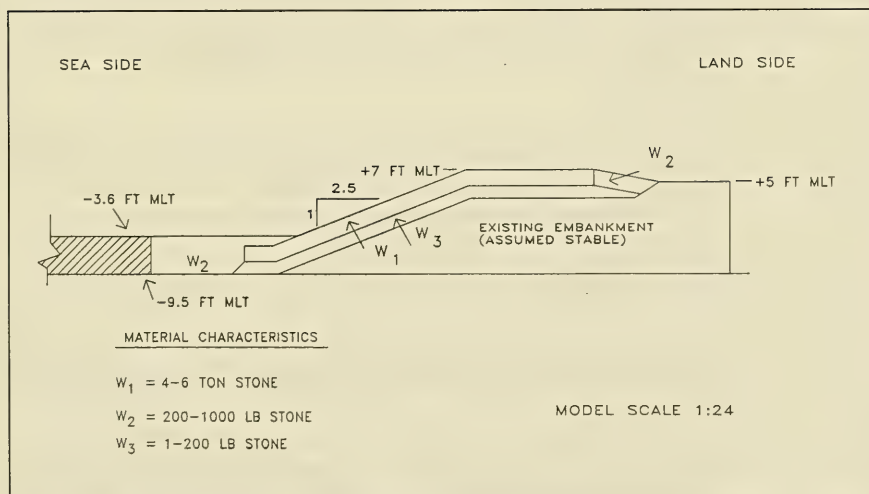 SEA SIDE
LAND SIDE
+7 FT MLT
W2
+5 FT MLT
2.5
1
-3.6 FT MLT
EXISTING EMBANKMENT
(ASSUMED STABLE)
W3
W1
W2
-9.5 FT MLT
MATERIAL CHARACTERISTICS
W1 = 4-6 TON STONE
W2 = 200-1000 LB STONE
W3 = 1-200 LB STONE
MODEL SCALE 1:24